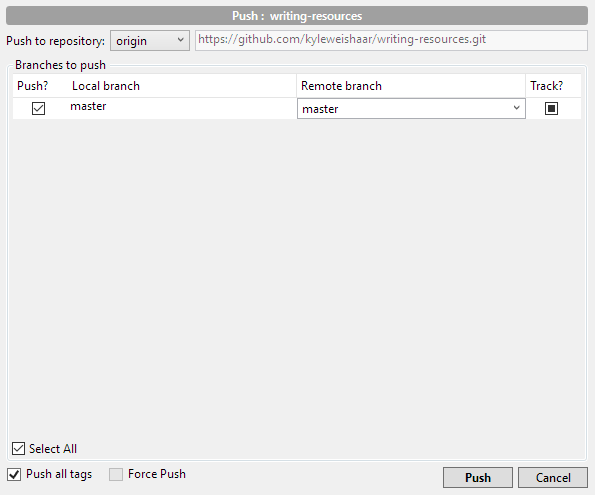 Push : writing-resources
Push to repository: origin https://github.com/kyleweishaar/writing-resources.git
Branches to push
Push? Local branch Remote branch Track?
master master
Select All
Push all tags Force Push Push Cancel